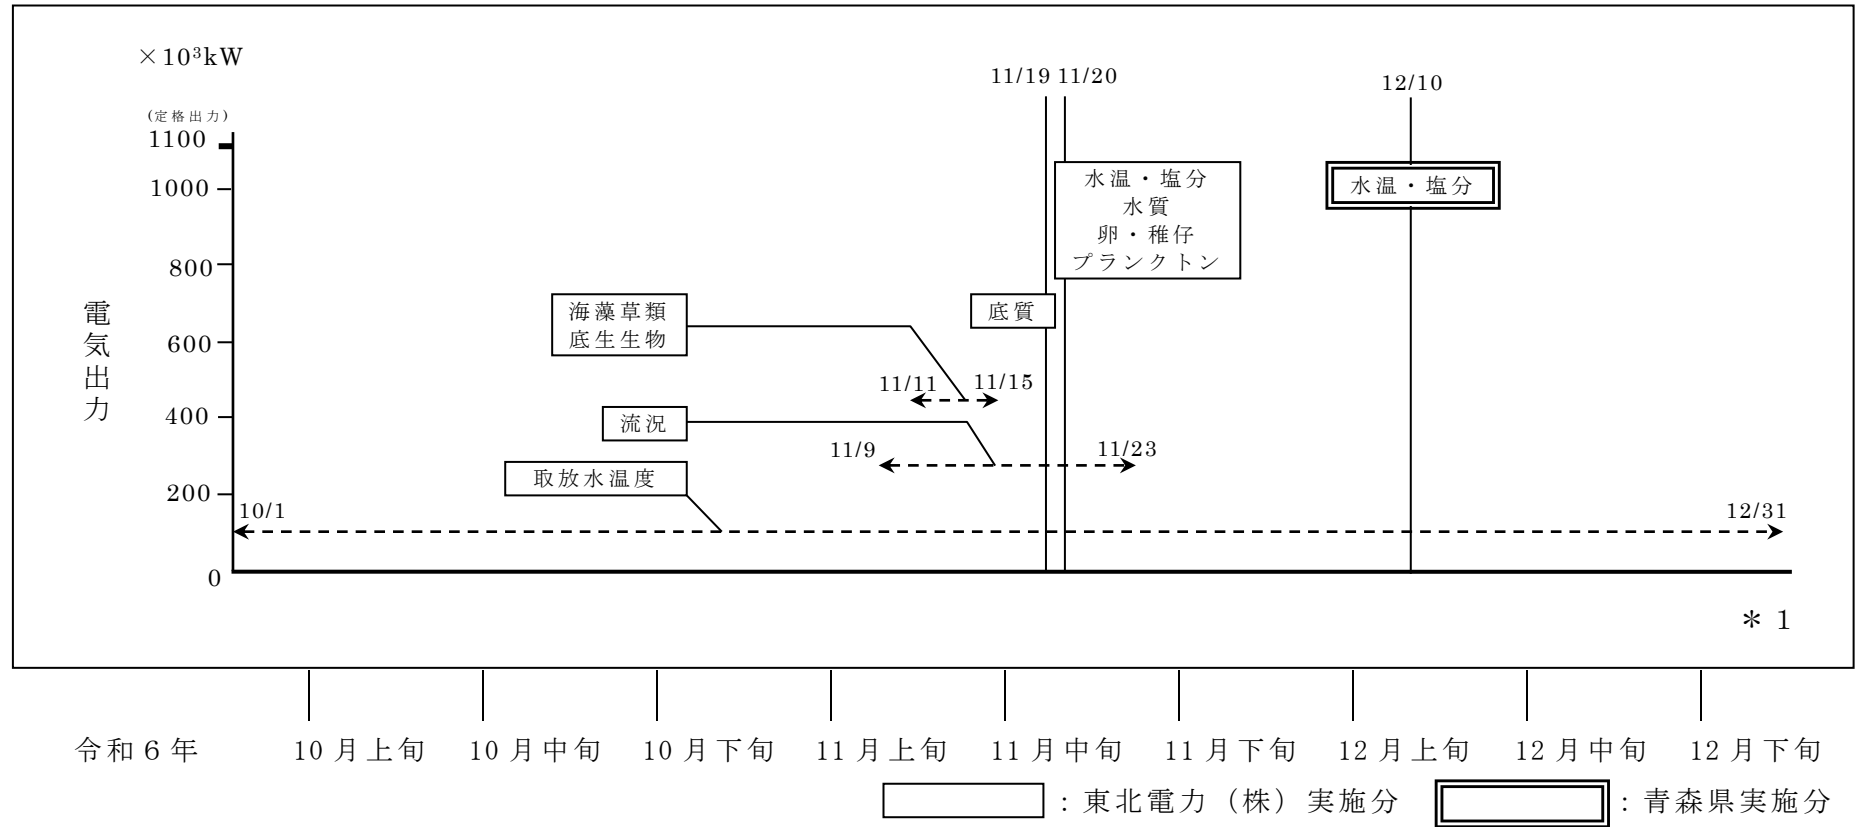 ×10³kW
(定格出力)
1100
1000
800
600
400
200
0
電気出力
11/19
11/20
12/10
水温・塩分
水質
卵・稚仔
プランクトン
水温・塩分
底質
海藻草類
底生生物
11/11
11/15
流況
11/9
11/23
取放水温度
10/1
12/31
＊1
令和6年
10月上旬
10月中旬
10月下旬
11月上旬
11月中旬
11月下旬
12月上旬
12月中旬
12月下旬
：東北電力（株）実施分
：青森県実施分